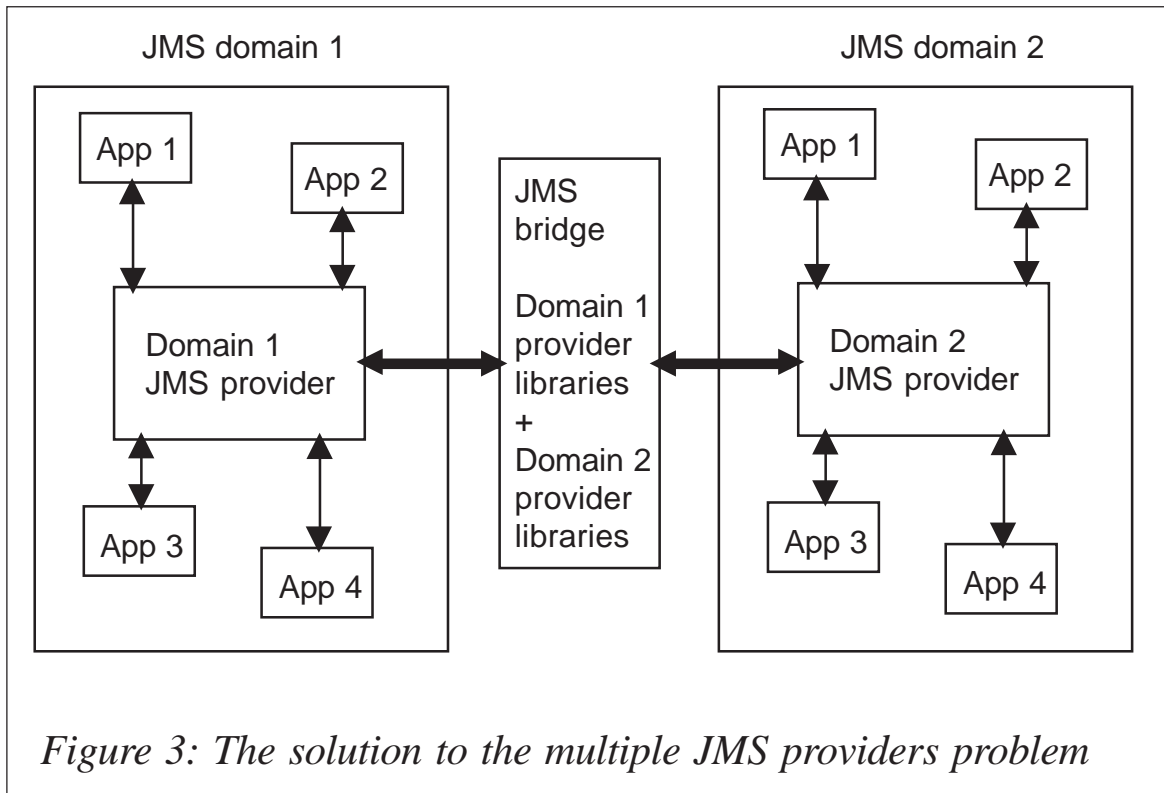 JMS domain 1
App 1
App 2
Domain 1
JMS provider
App 3
App 4
JMS
bridge
Domain 1
provider
libraries
+
Domain 2
provider
libraries
JMS domain 2
App 1
App 2
Domain 2
JMS provider
App 3
App 4
Figure 3: The solution to the multiple JMS providers problem